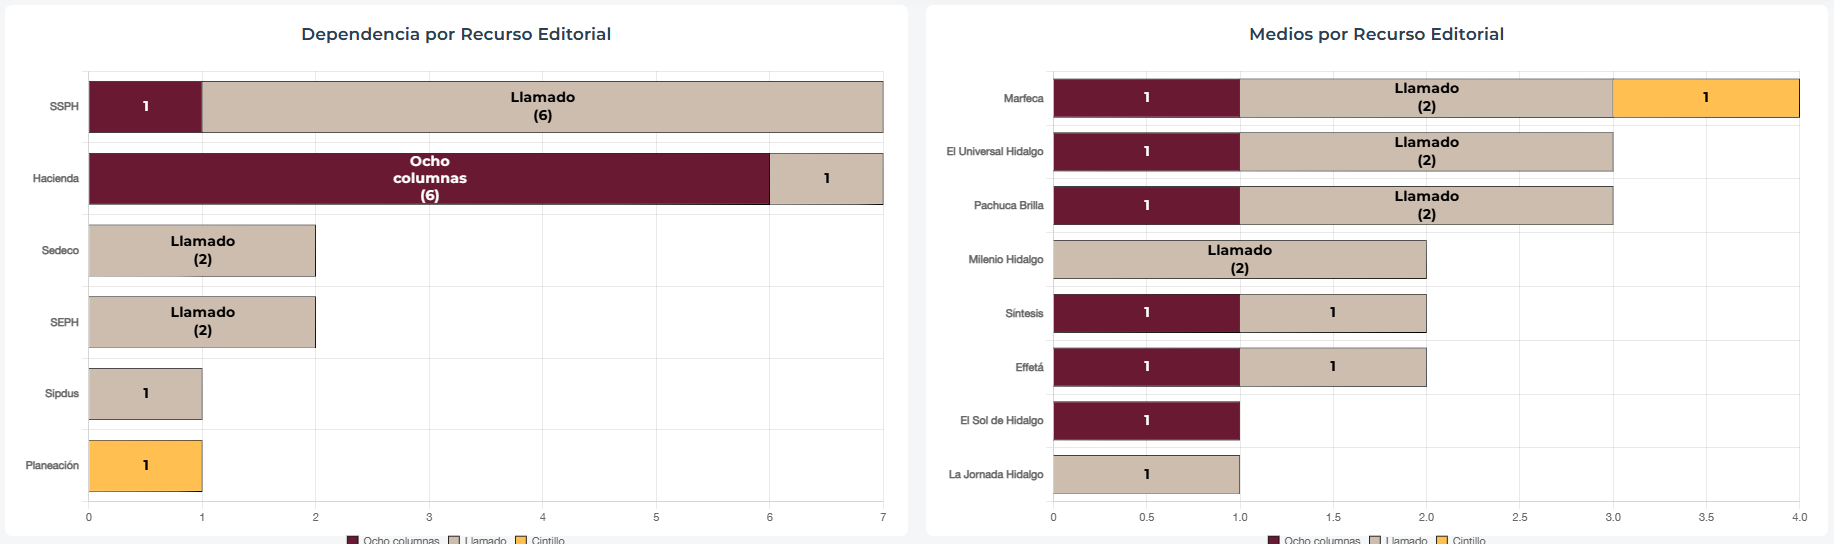 Dependencia por Recurso Editorial
SSPH
1
Llamado
(6)
Hacienda
Ocho
columnas
(6)
1
Sedeco
Llamado
(2)
SEPH
Llamado
(2)
Sipdus
1
Planeación
1
0 1 2 3 4 5 6 7
Ocho columnas Llamado Cintillo
Medios por Recurso Editorial
Marfeca
1
Llamado
(2)
1
El Universal Hidalgo
1
Llamado
(2)
Pachuca Brilla
1
Llamado
(2)
Milenio Hidalgo
Llamado
(2)
Síntesis
1
1
Effetá
1
1
El Sol de Hidalgo
1
La Jornada Hidalgo
1
0 0.5 1.0 1.5 2.0 2.5 3.0 3.5 4.0
Ocho columnas Llamado Cintillo